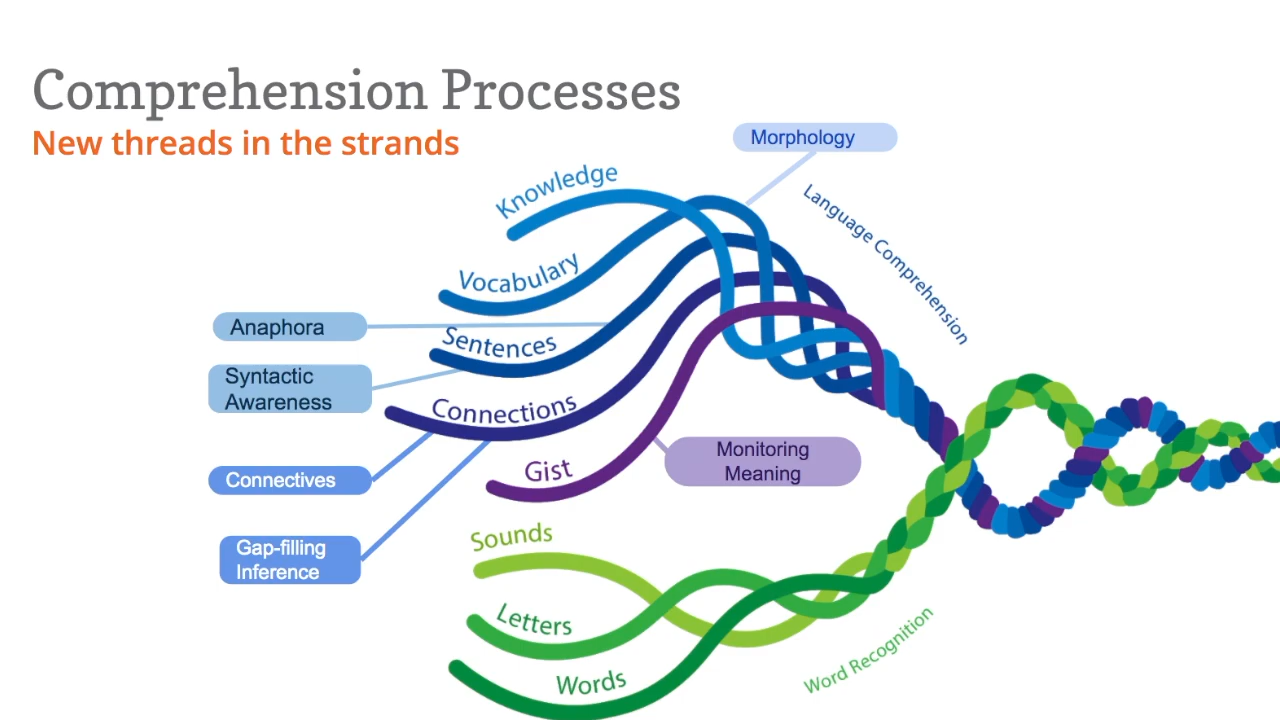 Comprehension Processes
New threads in the strands
Morphology
Knowledge
Language Comprehension
Vocabulary
Anaphora
Sentences
Syntactic
Awareness
Connections
Monitoring
Meaning
Gist
Connectives
Gap-filling
Inference
Sounds
Letters
Words
Word Recognition